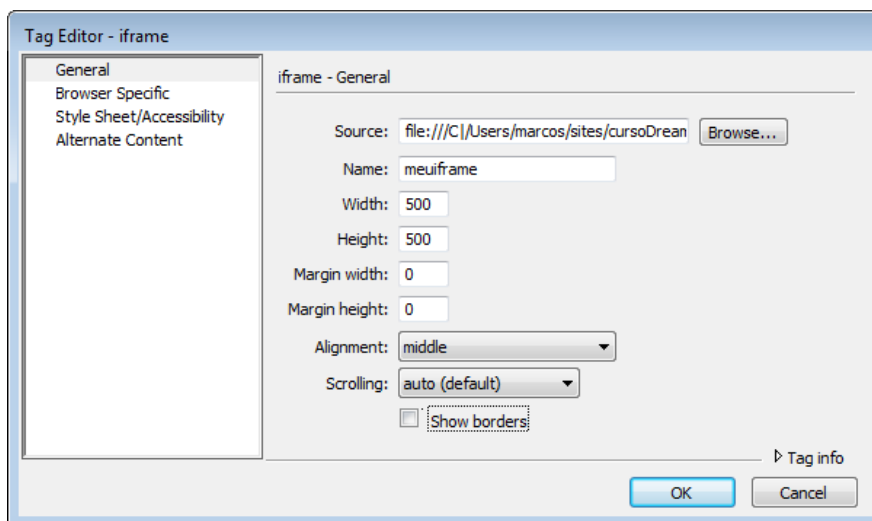 Tag Editor - iframe
General
Browser Specific
Style Sheet/Accessibility
Alternate Content
iframe - General
Source: file:///C|/Users/marcos/sites/cursoDrean Browse...
Name: meuiframe
Width: 500
Height: 500
Margin width: 0
Margin height: 0
Alignment: middle
Scrolling: auto (default)
Show borders
Tag info
OK Cancel